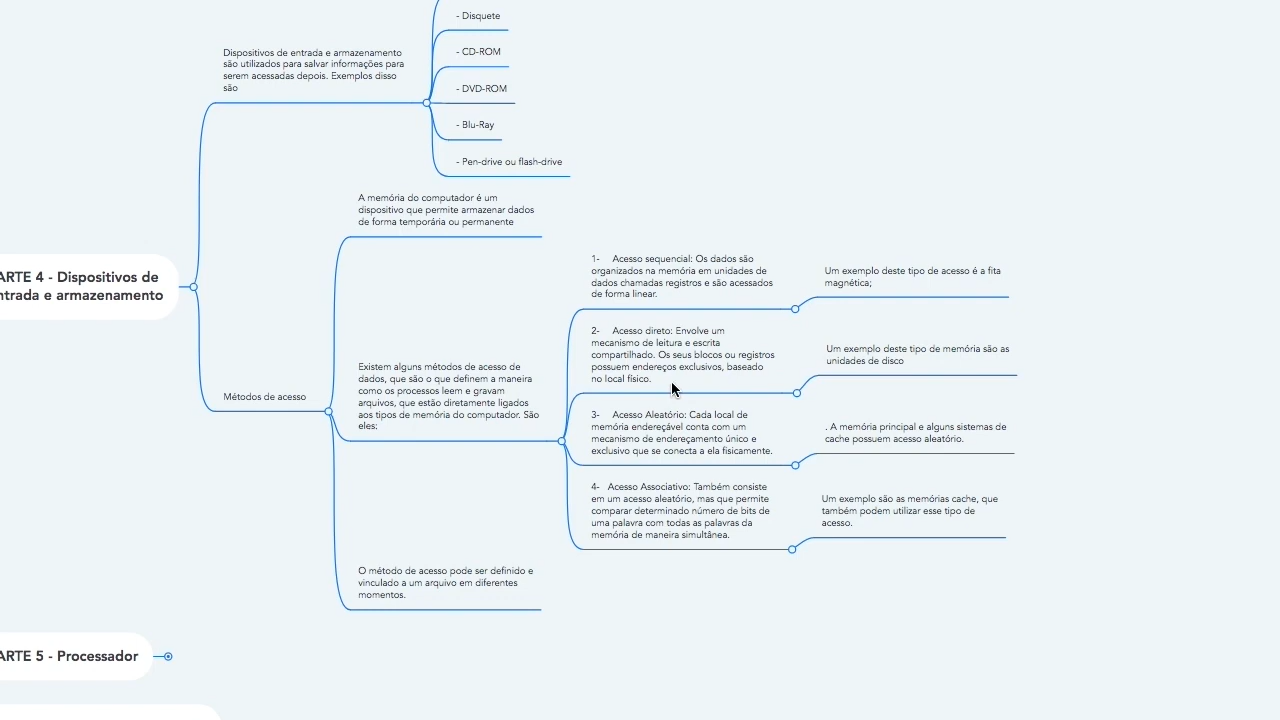 - Disquete
Dispositivos de entrada e armazenamento
são utilizados para salvar informações para
serem acessadas depois. Exemplos disso
são
- CD-ROM
- DVD-ROM
- Blu-Ray
- Pen-drive ou flash-drive
ARTE 4 - Dispositivos de
ntrada e armazenamento
A memória do computador é um
dispositivo que permite armazenar dados
de forma temporária ou permanente
Métodos de acesso
Existem alguns métodos de acesso de
dados, que são o que definem a maneira
como os processos leem e gravam
arquivos, que estão diretamente ligados
aos tipos de memória do computador. São
eles:
1- Acesso sequencial: Os dados são
organizados na memória em unidades de
dados chamadas registros e são acessados
de forma linear.
Um exemplo deste tipo de acesso é a fita
magnética;
2- Acesso direto: Envolve um
mecanismo de leitura e escrita
compartilhado. Os seus blocos ou registros
possuem endereços exclusivos, baseado
no local físico.
Um exemplo deste tipo de memória são as
unidades de disco
3- Acesso Aleatório: Cada local de
memória endereçável conta com um
mecanismo de endereçamento único e
exclusivo que se conecta a ela fisicamente.
. A memória principal e alguns sistemas de
cache possuem acesso aleatório.
4- Acesso Associativo: Também consiste
em um acesso aleatório, mas que permite
comparar determinado número de bits de
uma palavra com todas as palavras da
memória de maneira simultânea.
Um exemplo são as memórias cache, que
também podem utilizar esse tipo de
acesso.
O método de acesso pode ser definido e
vinculado a um arquivo em diferentes
momentos.
ARTE 5 - Processador